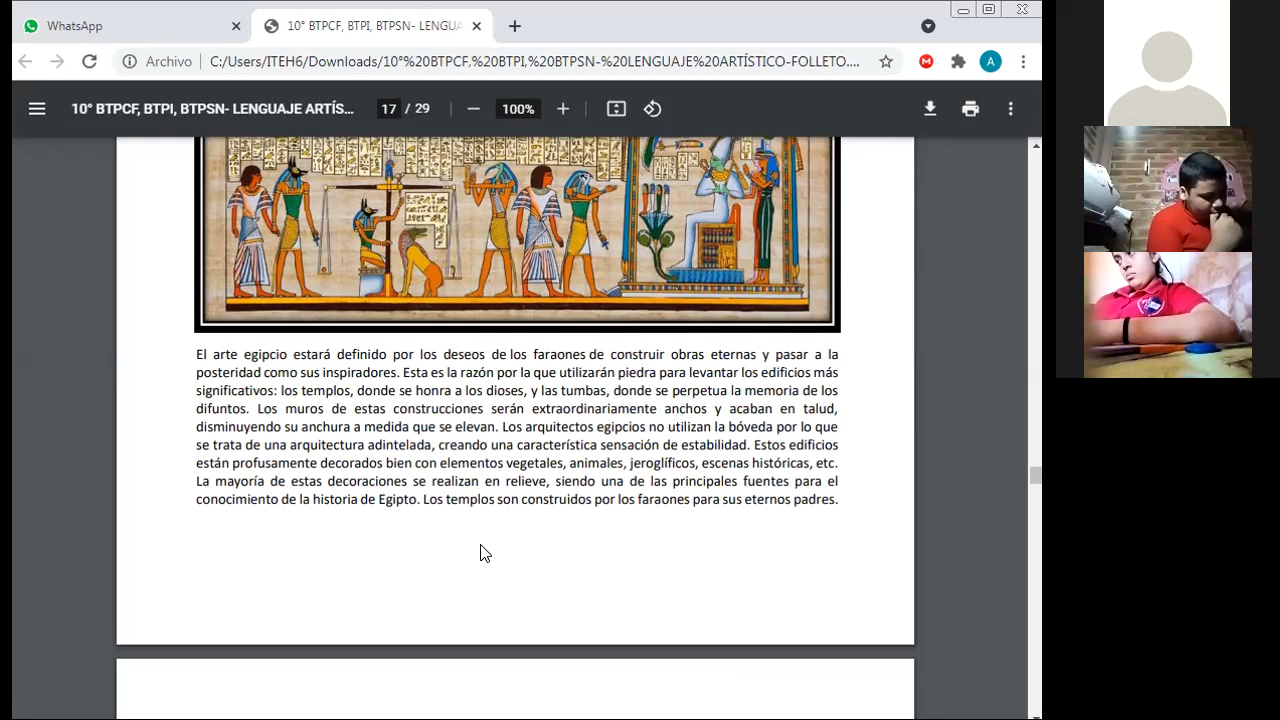 WhatsApp
10° BTPCF, BTPI, BTPSN- LENGUA
Archivo
C:/Users/ITEH6/Downloads/10°%20BTPCF,%20BTPI,%20BTPSN-%20LENGUAJE%20ARTÍSTICO-FOLLETO....
M
A
10° BTPCF, BTPI, BTPSN- LENGUAJE ARTÍS...
17 / 29
100%
El arte egipcio estará definido por los deseos de los faraones de construir obras eternas y pasar a la
posteridad como sus inspiradores. Esta es la razón por la que utilizarán piedra para levantar los edificios más
significativos: los templos, donde se honra a los dioses, y las tumbas, donde se perpetua la memoria de los
difuntos. Los muros de estas construcciones serán extraordinariamente anchos y acaban en talud,
disminuyendo su anchura a medida que se elevan. Los arquitectos egipcios no utilizan la bóveda por lo que
se trata de una arquitectura adintelada, creando una característica sensación de estabilidad. Estos edificios
están profusamente decorados bien con elementos vegetales, animales, jeroglíficos, escenas históricas, etc.
La mayoría de estas decoraciones se realizan en relieve, siendo una de las principales fuentes para el
conocimiento de la historia de Egipto. Los templos son construidos por los faraones para sus eternos padres.